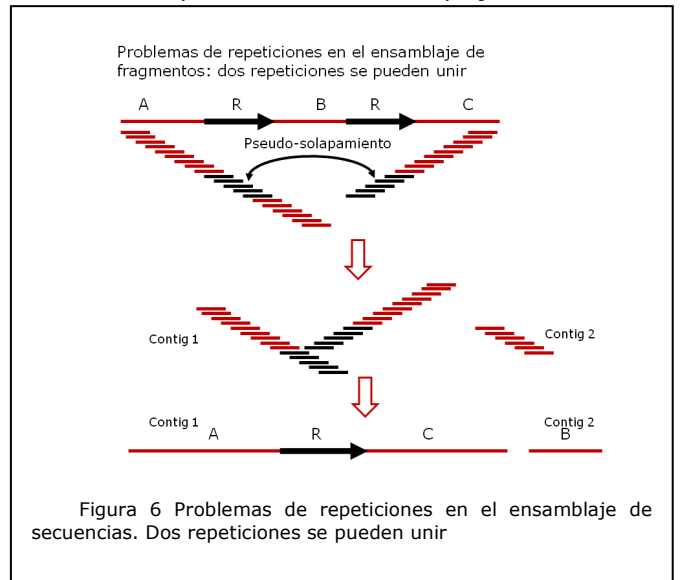 Problemas de repeticiones en el ensamblaje de
fragmentos: dos repeticiones se pueden unir
A R B R C
Pseudo-solapamiento
Contig 1
Contig 2
Contig 1
Contig 2
A R C B
Figura 6 Problemas de repeticiones en el ensamblaje de
secuencias. Dos repeticiones se pueden unir